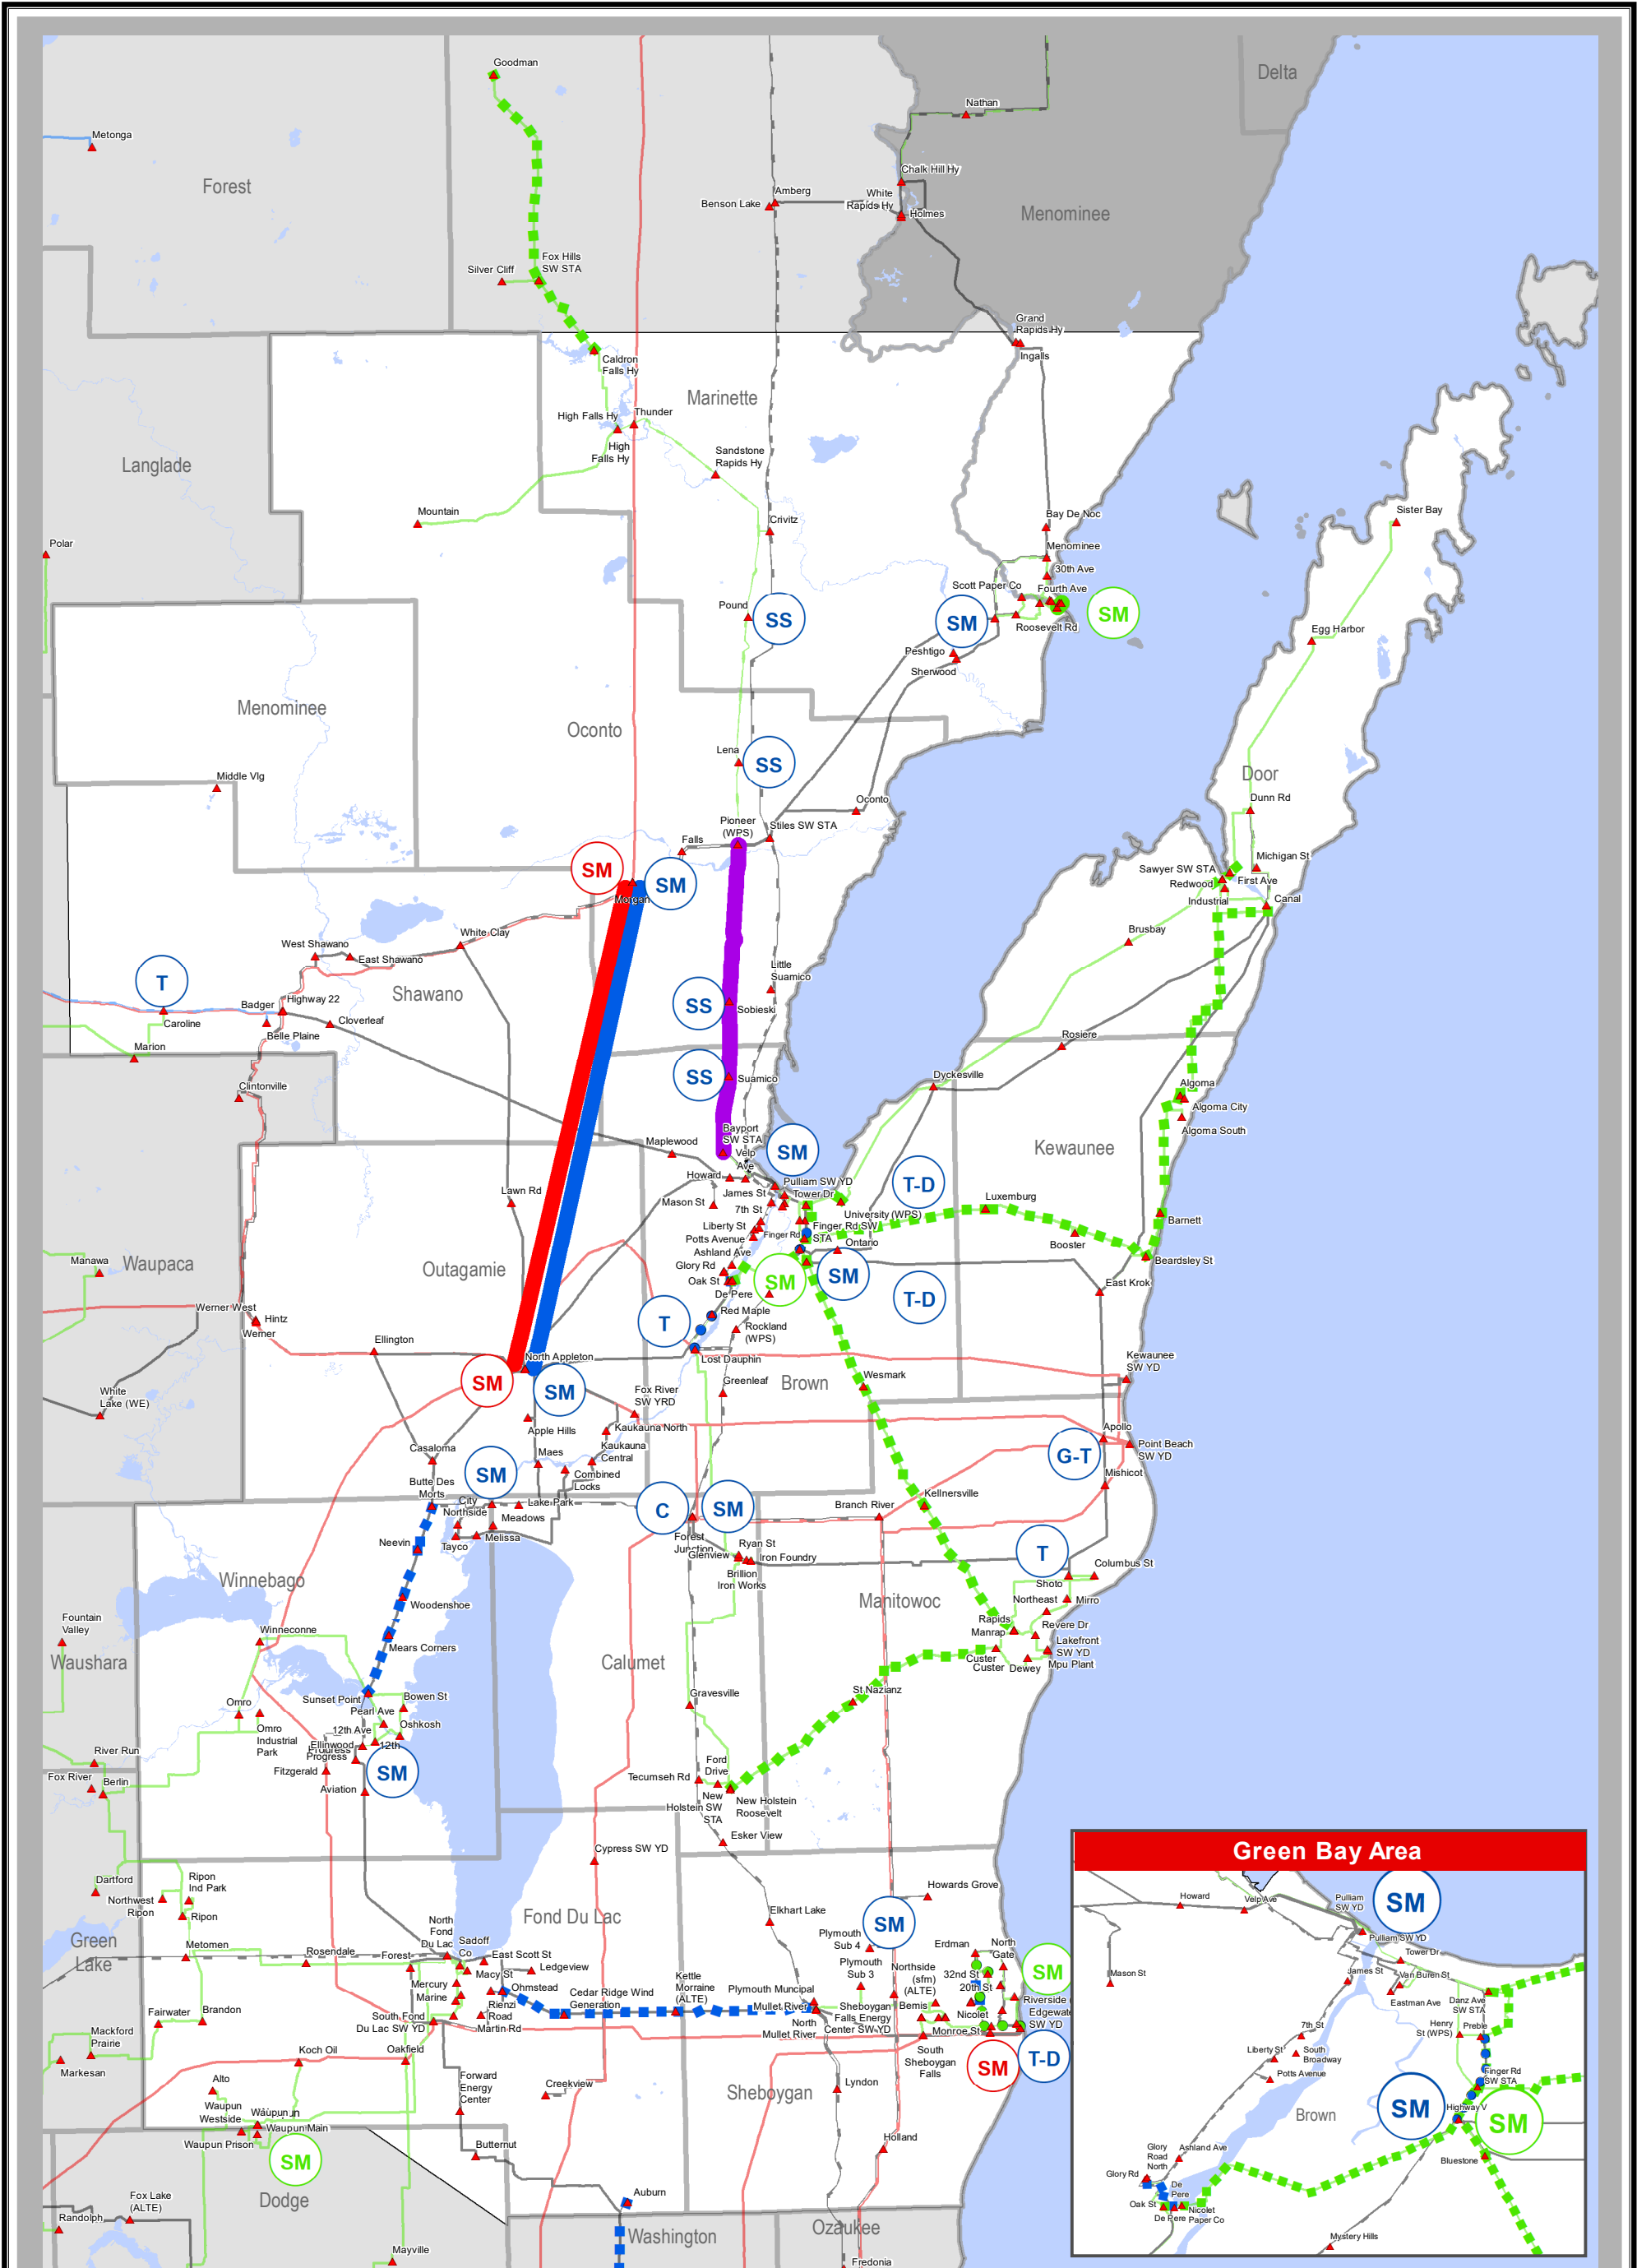 Goodman
Delta
Nathan
Metonga
Forest
Chalk Hill Hy
Amberg
Benson Lake
White
Rapids Hy
Holmes
Menominee
Fox Hills
SW STA
Silver Cliff
Grand
Rapids Hy
Ingalls
Caldron
Falls Hy
Marinette
High Falls Hy
Thunder
High
Falls Hy
Sandstone
Rapids Hy
Langlade
Mountain
Crivitz
Sister Bay
Bay De Noc
Polar
Menominee
30th Ave
Scott Paper Co
Fourth Ave
Pound
SS
SM
SM
Roosevelt Rd
Egg Harbor
Peshtigo
Sherwood
Menominee
Oconto
Lena
SS
Door
Middle Vlg
Dunn Rd
Oconto
Pioneer
(WPS)
Stiles SW STA
Falls
SM
SM
Morgan
Michigan St
Sawyer SW STA
Redwood
First Ave
Industrial
Canal
Brusbay
White Clay
West Shawano
East Shawano
T
Shawano
Little
Suamico
SS
Sobieski
Badger
Highway 22
Caroline
Cloverleaf
Belle Plaine
Marion
Rosiere
SS
Suamico
Dyckesville
Clintonville
Algoma
Algoma City
Algoma South
Bayport
SW STA
Velp
Ave
SM
Maplewood
Kewaunee
Howard
Pulliam SW YD
T-D
Lawn Rd
James St
Tower Dr
Mason St
7th St
University (WPS)
Luxemburg
Barnett
Liberty St
Finger Rd SW
STA
Potts Avenue
Finger Rd
Ontario
Booster
Ashland Ave
Beardsley St
Manawa
Waupaca
Outagamie
Glory Rd
Oak St
SM
SM
De Pere
East Krok
T-D
Werner West
Hintz
Werner
T
Red Maple
Rockland
(WPS)
Ellington
North Appleton
Lost Dauphin
Kewaunee
SW YD
SM
SM
Greenleaf
Brown
Wesmark
White
Lake (WE)
Fox River
SW YRD
Apple Hills
Kaukauna North
Apollo
Point Beach
SW YD
G-T
Casaloma
Maes
Kaukauna
Central
Combined
Locks
Mishicot
SM
Butte Des
Morts
City
Lake Park
C
SM
Branch River
Kellnersville
Northside
Meadows
Neevin
Tayco
Melissa
Forest
Junction
Ryan St
Glenview
Iron Foundry
T
Brillion
Iron Works
Columbus St
Shoto
Winnebago
Woodenshoe
Manitowoc
Northeast
Mirro
Fountain
Valley
Winneconne
Rapids
Manrap
Revere Dr
Mears Corners
Lakefront
SW YD
Waushara
Calumet
Custer
Custer
Dewey
Mpu Plant
Sunset Point
Bowen St
Gravesville
St Nazianz
Omro
Pearl Ave
Omro
Industrial
Park
12th Ave
Oshkosh
Ellinwood
12th
Progress
River Run
Fitzgerald
SM
Fox River
Berlin
Aviation
Tecumseh Rd
Ford
Drive
New
Holstein SW
STA
New Holstein
Roosevelt
Esker View
Cypress SW YD
Dartford
Ripon
Ind Park
Northwest
Ripon
Ripon
Howards Grove
Fond Du Lac
Elkhart Lake
SM
Green
Lake
North
Fond
Du Lac
Sadoff
Co
Plymouth
Sub 4
Erdman
North
Gate
Metomen
Rosendale
Forest
East Scott St
Ledgeview
Macy St
Plymouth
Sub 3
Northside
(sfm)
(ALTE)
32nd St
SM
20th St
Mercury
Marine
Ohmstead
Kettle
Morraine
(ALTE)
Plymouth Muncipal
Cedar Ridge Wind
Generation
Riverside
Edgewater
SW YD
Fairwater
Brandon
Rienzi
Road
Mullet River
Bemis
Nicolet
North
Mullet River
Sheboygan
Falls Energy
Center SW YD
South Fond
Du Lac SW YD
Martin Rd
Monroe St
Mackford
Prairie
Koch Oil
Oakfield
South
Sheboygan
Falls
SM
T-D
Markesan
Alto
Forward
Energy
Center
Creekview
Sheboygan
Lyndon
Waupun
Westside
Waupun
Waupun Main
Waupun Prison
SM
Butternut
Holland
Fox Lake
(ALTE)
Dodge
Auburn
Randolph
Washington
Ozaukee
Mayville
Fredonia
Green Bay Area
Howard
Velp Ave
Pulliam
SW YD
SM
Pulliam SW YD
Mason St
Tower Dr
James St
Van Buren St
Eastman Ave
Danz Ave
SW STA
Henry
St (WPS)
Preble
7th St
Liberty St
South
Broadway
Potts Avenue
Finger Rd
SW STA
SM
Highway V
SM
Brown
Glory
Road
North
Ashland Ave
Bluestone
Glory Rd
De
Pere
Oak St
Nicolet
De Pere
Paper Co
Mystery Hills